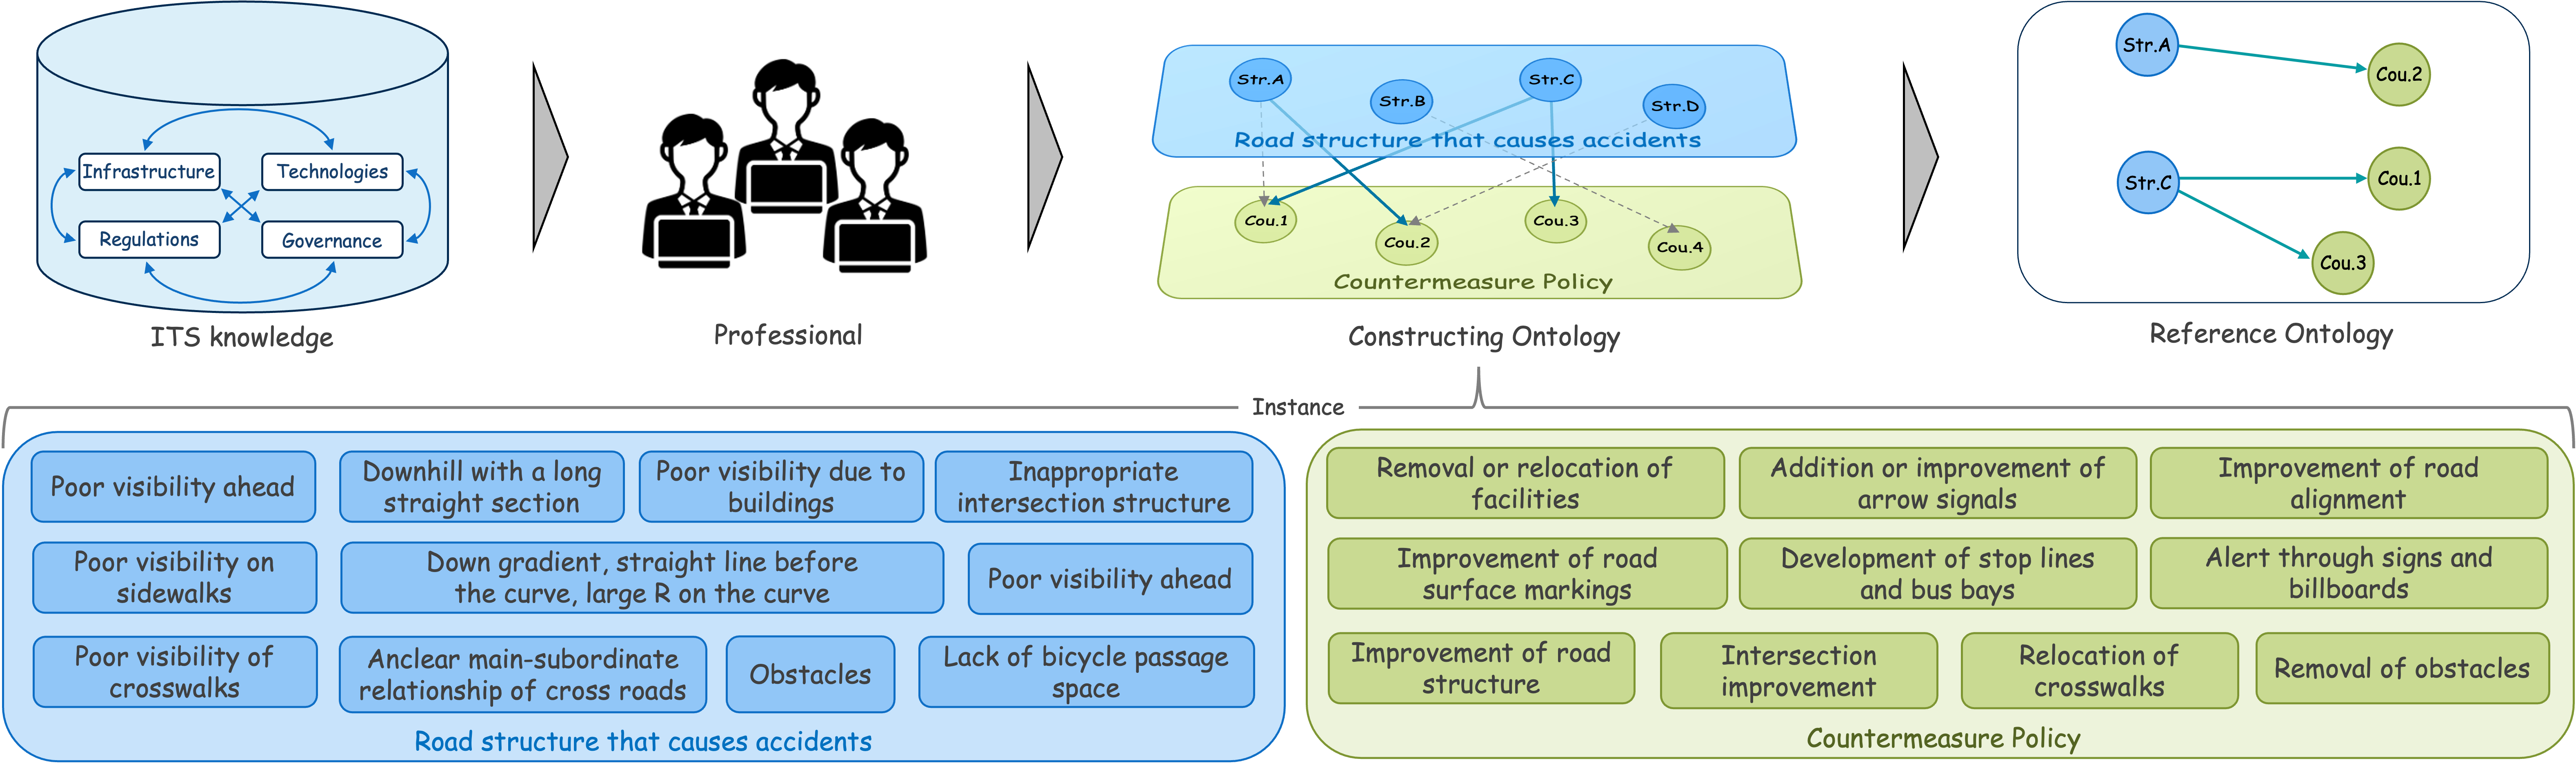 Infrastructure
Technologies
Regulations
Governance
ITS knowledge
Professional
Str.A
Str.B
Str.C
Str.D
Road structure that causes accidents
Cou.1
Cou.2
Cou.3
Cou.4
Countermeasure Policy
Constructing Ontology
Str.A
Cou.2
Str.C
Cou.1
Cou.3
Reference Ontology
Instance
Poor visibility ahead
Downhill with a long
straight section
Poor visibility due to
buildings
Inappropriate
intersection structure
Poor visibility on
sidewalks
Down gradient, straight line before
the curve, large R on the curve
Poor visibility ahead
Poor visibility of
crosswalks
Anclear main-subordinate
relationship of cross roads
Obstacles
Lack of bicycle passage
space
Road structure that causes accidents
Removal or relocation of
facilities
Addition or improvement of
arrow signals
Improvement of road
alignment
Improvement of road
surface markings
Development of stop lines
and bus bays
Alert through signs and
billboards
Improvement of road
structure
Intersection
improvement
Relocation of
crosswalks
Removal of obstacles
Countermeasure Policy